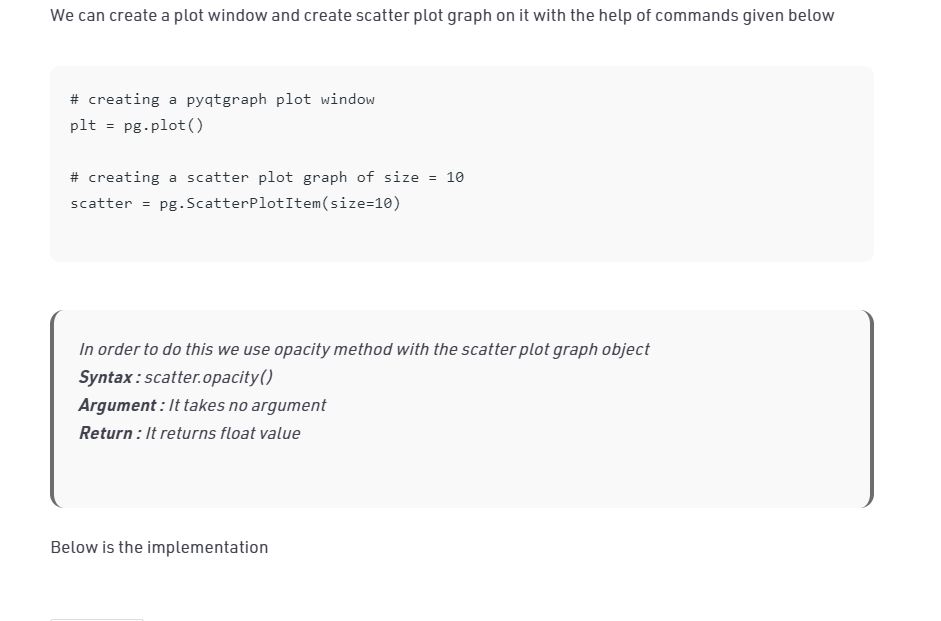 We can create a plot window and create scatter plot graph on it with the help of commands given below
# creating a pyqtgraph plot window
plt = pg.plot()
# creating a scatter plot graph of size = 10
scatter = pg.ScatterPlotItem(size=10)
In order to do this we use opacity method with the scatter plot graph object
Syntax : scatter.opacity()
Argument : It takes no argument
Return : It returns float value
Below is the implementation